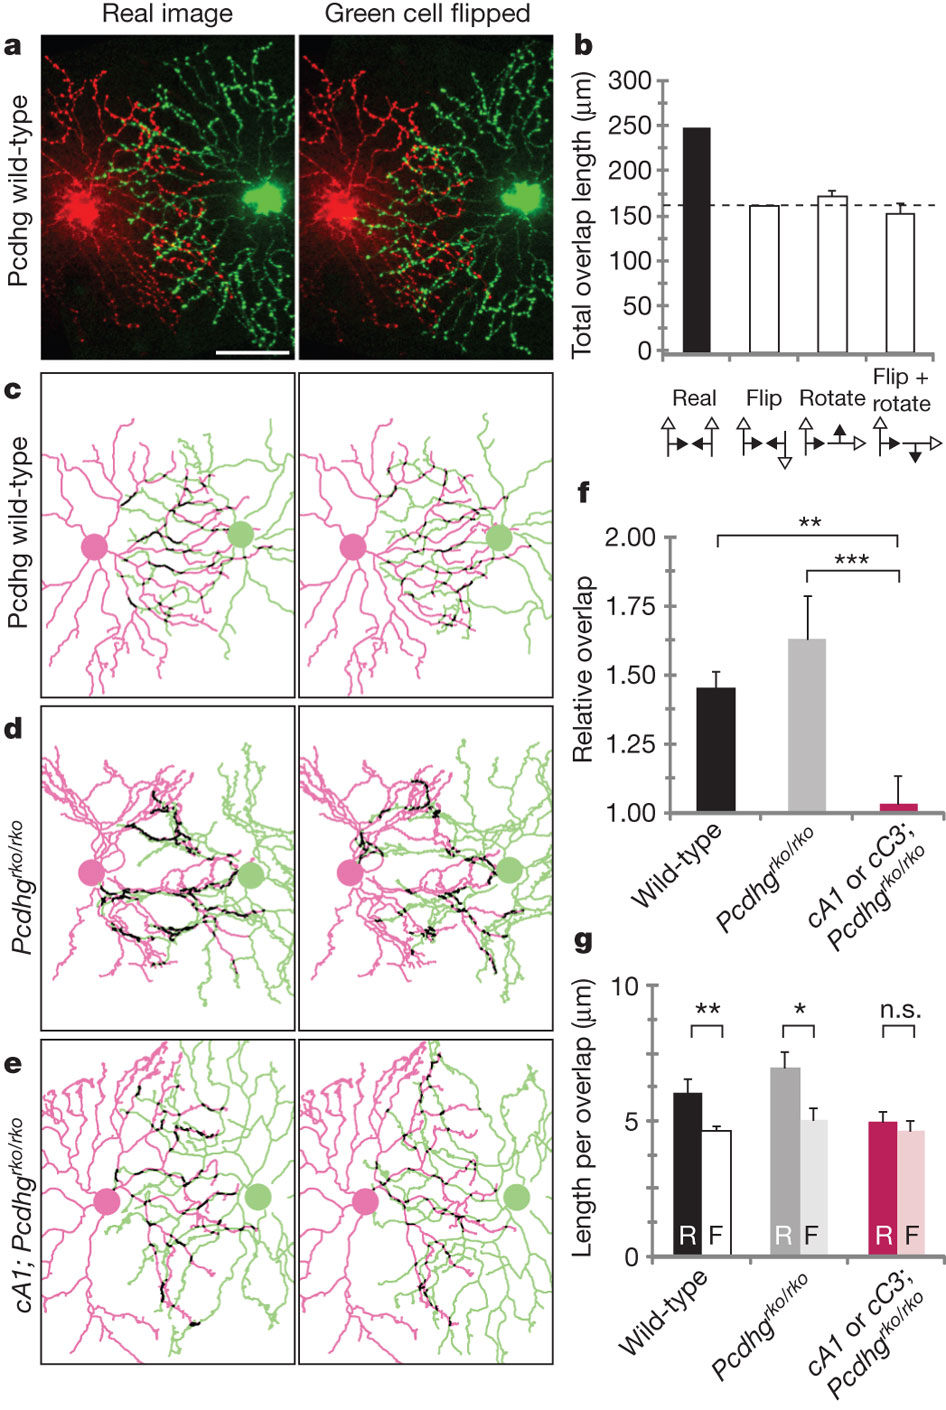 Real image
Green cell flipped
a
Pcdhg wild-type
b
Total overlap length (μm)
300
250
200
150
100
50
0
Real
Flip
Rotate
Flip +
rotate
c
Pcdhg wild-type
d
Pcdhg^rko/rko
e
cA1; Pcdhg^rko/rko
f
Relative overlap
2.00
1.75
1.50
1.25
1.00
**
***
Wild-type
Pcdhg^rko/rko
cA1 or cC3;
Pcdhg^rko/rko
g
Length per overlap (μm)
10
5
0
**
*
n.s.
R F
R F
R F
Wild-type
Pcdhg^rko/rko
cA1 or cC3;
Pcdhg^rko/rko